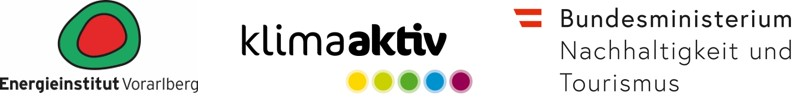 Energieinstitut Vorarlberg
klimaaktiv
Bundesministerium
Nachhaltigkeit und
Tourismus